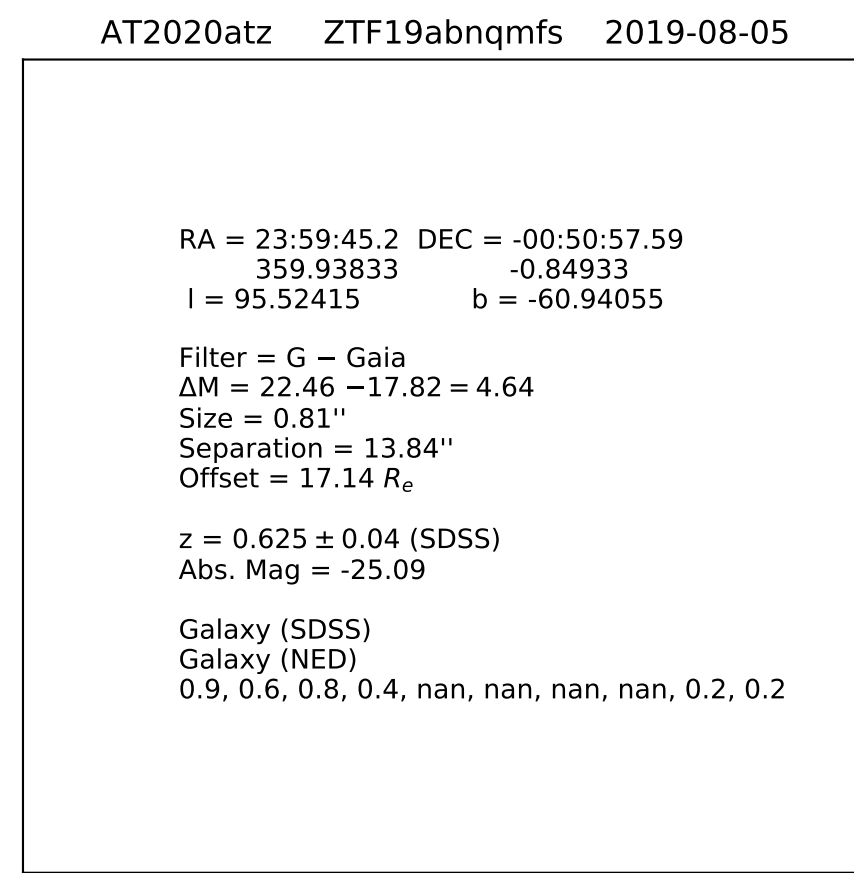 AT2020atz ZTF19abnqmfs 2019-08-05
RA = 23:59:45.2 DEC = -00:50:57.59
359.93833 -0.84933
l = 95.52415 b = -60.94055
Filter = G − Gaia
ΔM = 22.46 −17.82 = 4.64
Size = 0.81''
Separation = 13.84''
Offset = 17.14 Rₑ
z = 0.625 ± 0.04 (SDSS)
Abs. Mag = -25.09
Galaxy (SDSS)
Galaxy (NED)
0.9, 0.6, 0.8, 0.4, nan, nan, nan, nan, 0.2, 0.2